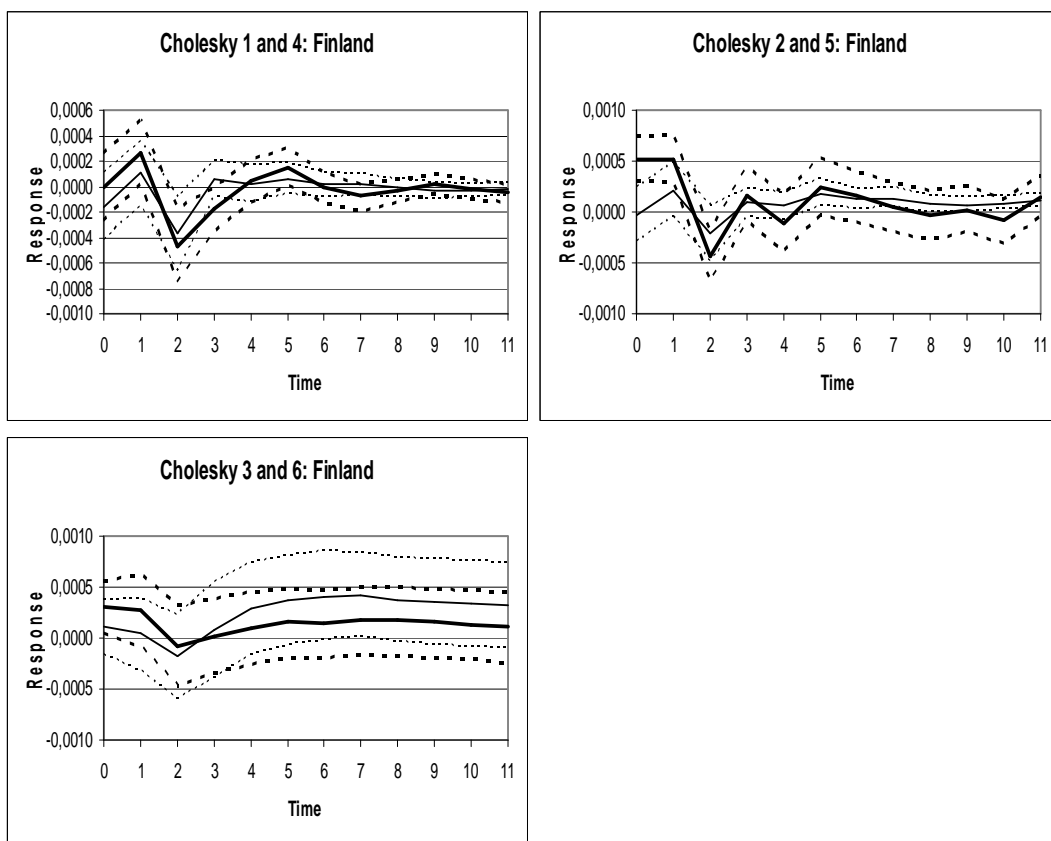 Cholesky 1 and 4: Finland
0,0006
0,0004
0,0002
0,0000
-0,0002
-0,0004
-0,0006
-0,0008
-0,0010
Response
0 1 2 3 4 5 6 7 8 9 10 11
Time
Cholesky 2 and 5: Finland
0,0010
0,0005
0,0000
-0,0005
-0,0010
Response
0 1 2 3 4 5 6 7 8 9 10 11
Time
Cholesky 3 and 6: Finland
0,0010
0,0005
0,0000
-0,0005
-0,0010
Response
0 1 2 3 4 5 6 7 8 9 10 11
Time